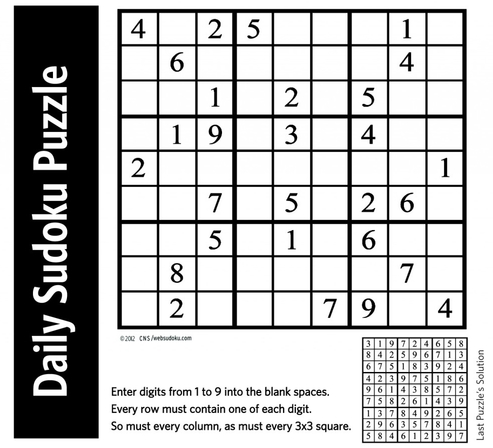 Daily Sudoku Puzzle
4 2 5 1
6 4
1 2 5
1 9 3 4
2 1
7 5 2 6
5 1 6
8 7
2 7 9 4
© 2012 CNS/websudoku.com
Enter digits from 1 to 9 into the blank spaces.
Every row must contain one of each digit.
So must every column, as must every 3x3 square.
3 1 9 7 2 4 6 5 8
8 4 2 5 9 6 7 1 3
6 7 5 1 8 3 9 2 4
4 2 3 9 7 5 1 8 6
9 6 1 4 3 8 5 7 2
7 5 8 2 6 1 4 3 9
1 3 7 8 4 9 2 6 5
2 9 6 3 5 7 8 4 1
5 8 4 6 1 2 3 9 7
Last Puzzle's Solution